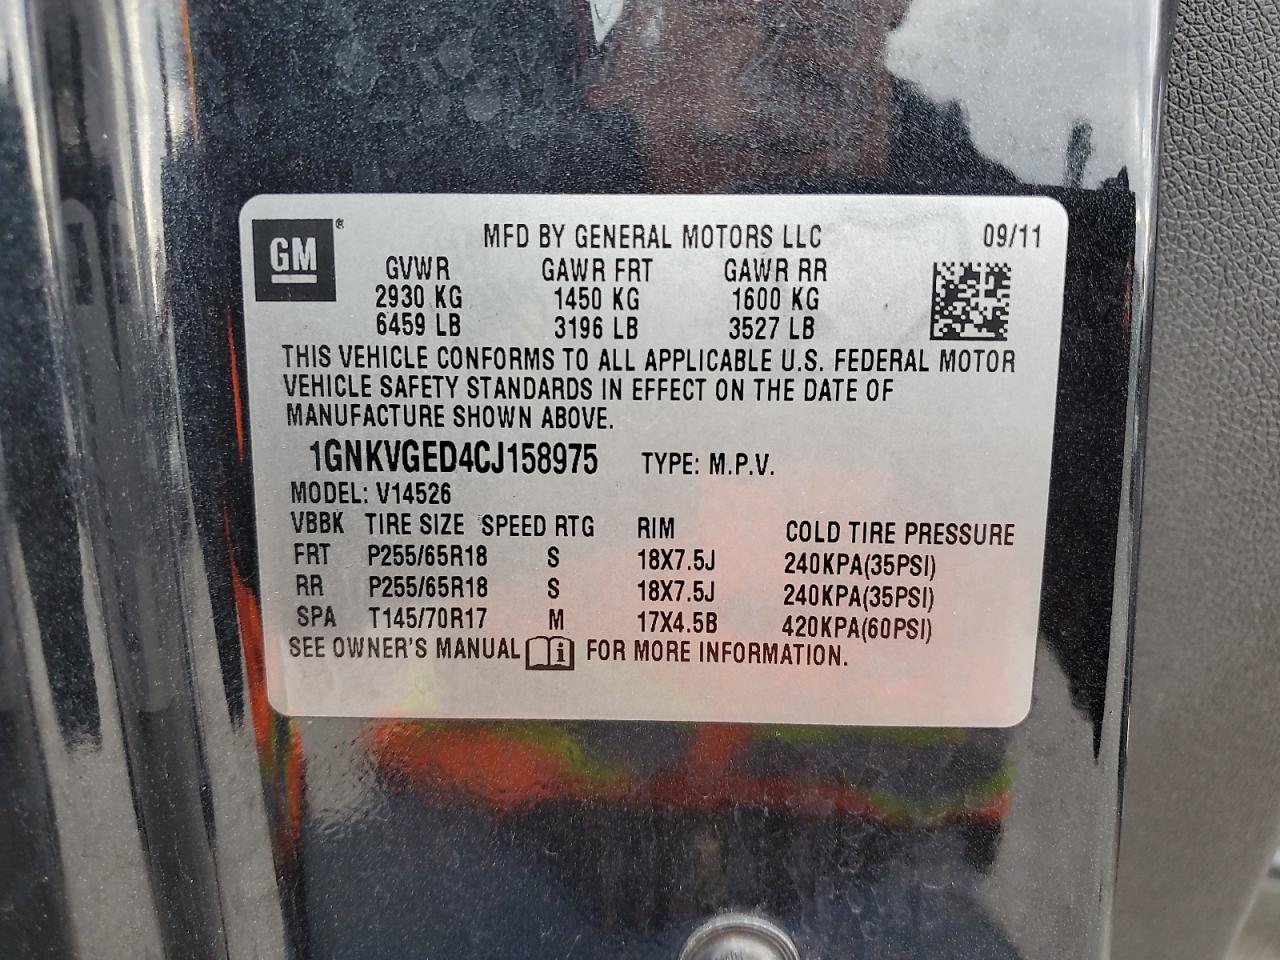 GM ® MFD BY GENERAL MOTORS LLC 09/11
GVWR GAWR FRT GAWR RR
2930 KG 1450 KG 1600 KG
6459 LB 3196 LB 3527 LB
THIS VEHICLE CONFORMS TO ALL APPLICABLE U.S. FEDERAL MOTOR
VEHICLE SAFETY STANDARDS IN EFFECT ON THE DATE OF
MANUFACTURE SHOWN ABOVE.
1GNKVGED4CJ158975 TYPE: M.P.V.
MODEL: V14526
VBBK TIRE SIZE SPEED RTG RIM COLD TIRE PRESSURE
FRT P255/65R18 S 18X7.5J 240KPA(35PSI)
RR P255/65R18 S 18X7.5J 240KPA(35PSI)
SPA T145/70R17 M 17X4.5B 420KPA(60PSI)
SEE OWNER'S MANUAL i FOR MORE INFORMATION.